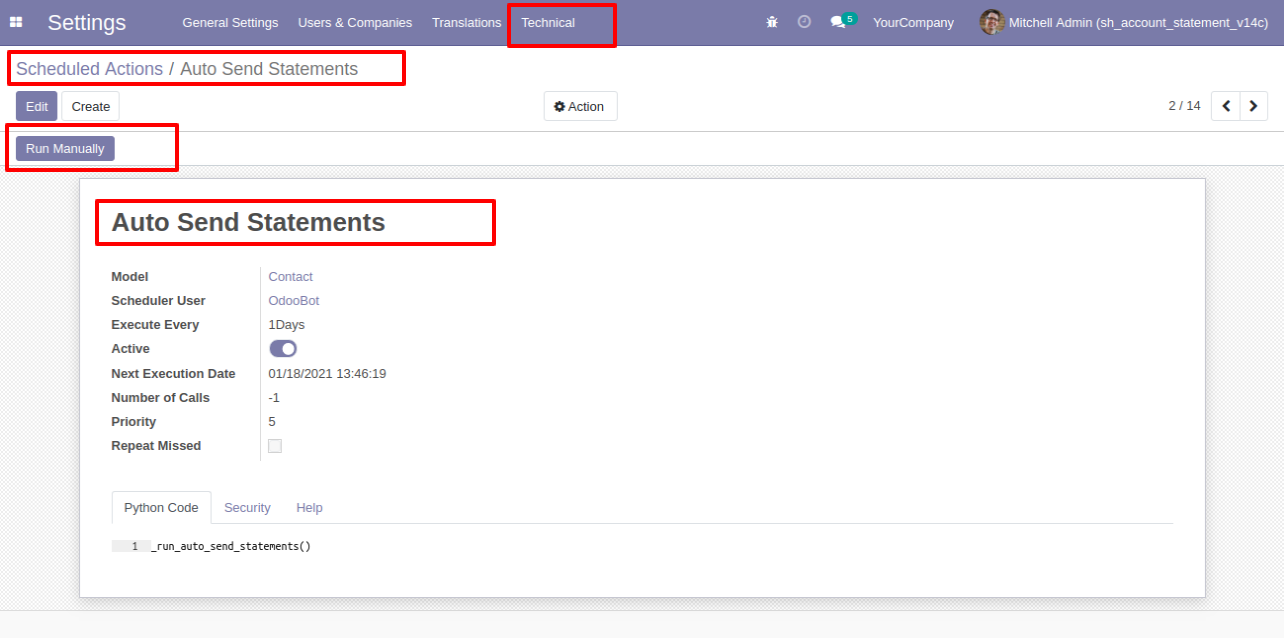 Settings General Settings Users & Companies Translations Technical 5 YourCompany Mitchell Admin (sh_account_statement_v14c)
Scheduled Actions / Auto Send Statements
Edit Create Action 2 / 14
Run Manually
Auto Send Statements
Model Contact
Scheduler User OdooBot
Execute Every 1Days
Active
Next Execution Date 01/18/2021 13:46:19
Number of Calls -1
Priority 5
Repeat Missed
Python Code Security Help
1 _run_auto_send_statements()